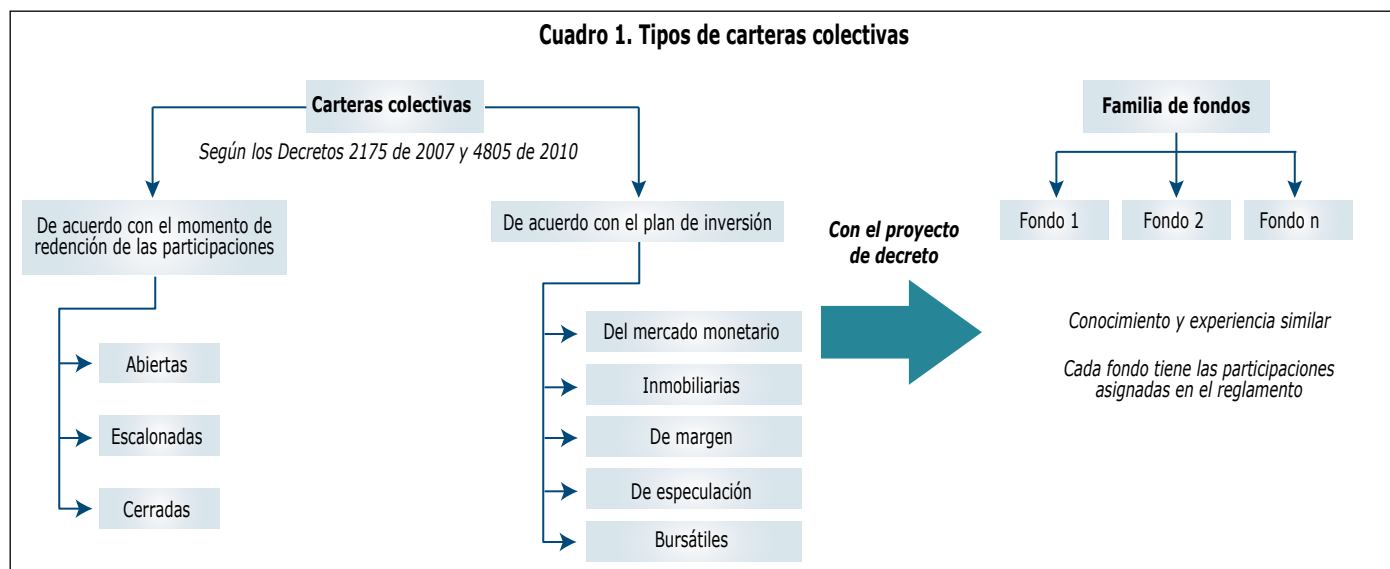 Cuadro 1. Tipos de carteras colectivas
Carteras colectivas
Según los Decretos 2175 de 2007 y 4805 de 2010
De acuerdo con el momento de
redención de las participaciones
Abiertas
Escalonadas
Cerradas
De acuerdo con el plan de inversión
Del mercado monetario
Inmobiliarias
De margen
De especulación
Bursátiles
Con el proyecto
de decreto
Familia de fondos
Fondo 1
Fondo 2
Fondo n
Conocimiento y experiencia similar
Cada fondo tiene las participaciones
asignadas en el reglamento